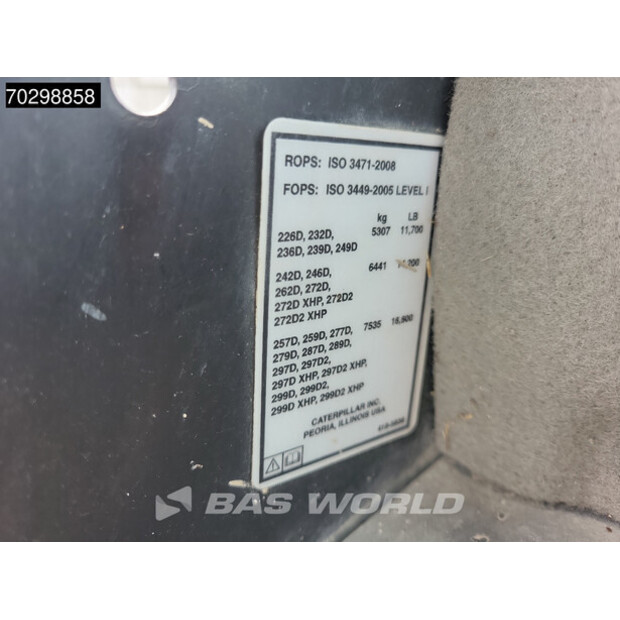 70298858
ROPS: ISO 3471-2008
FOPS: ISO 3449-2005 LEVEL I
kg LB
226D, 232D, 5307 11,700
236D, 239D, 249D
242D, 246D, 6441
262D, 272D,
272D XHP, 272D2
272D2 XHP
257D, 259D, 277D, 7535 16,600
279D, 287D, 289D,
297D, 297D2,
297D XHP, 297D2 XHP,
299D, 299D2,
299D XHP, 299D2 XHP
CATERPILLAR INC.
PEORIA, ILLINOIS USA
BAS WORLD